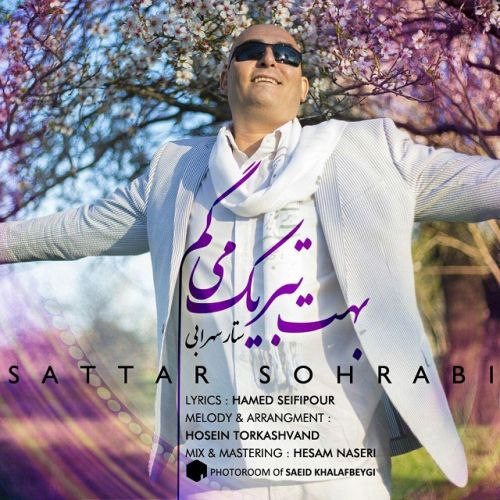 بهت تبریک می گم
ستار سهرابی
SATTAR SOHRABI
LYRICS : HAMED SEIFIPOUR
MELODY & ARRANGMENT :
HOSEIN TORKASHVAND
MIX & MASTERING : HESAM NASERI
PHOTOROOM Of SAEID KHALAFBEYGI